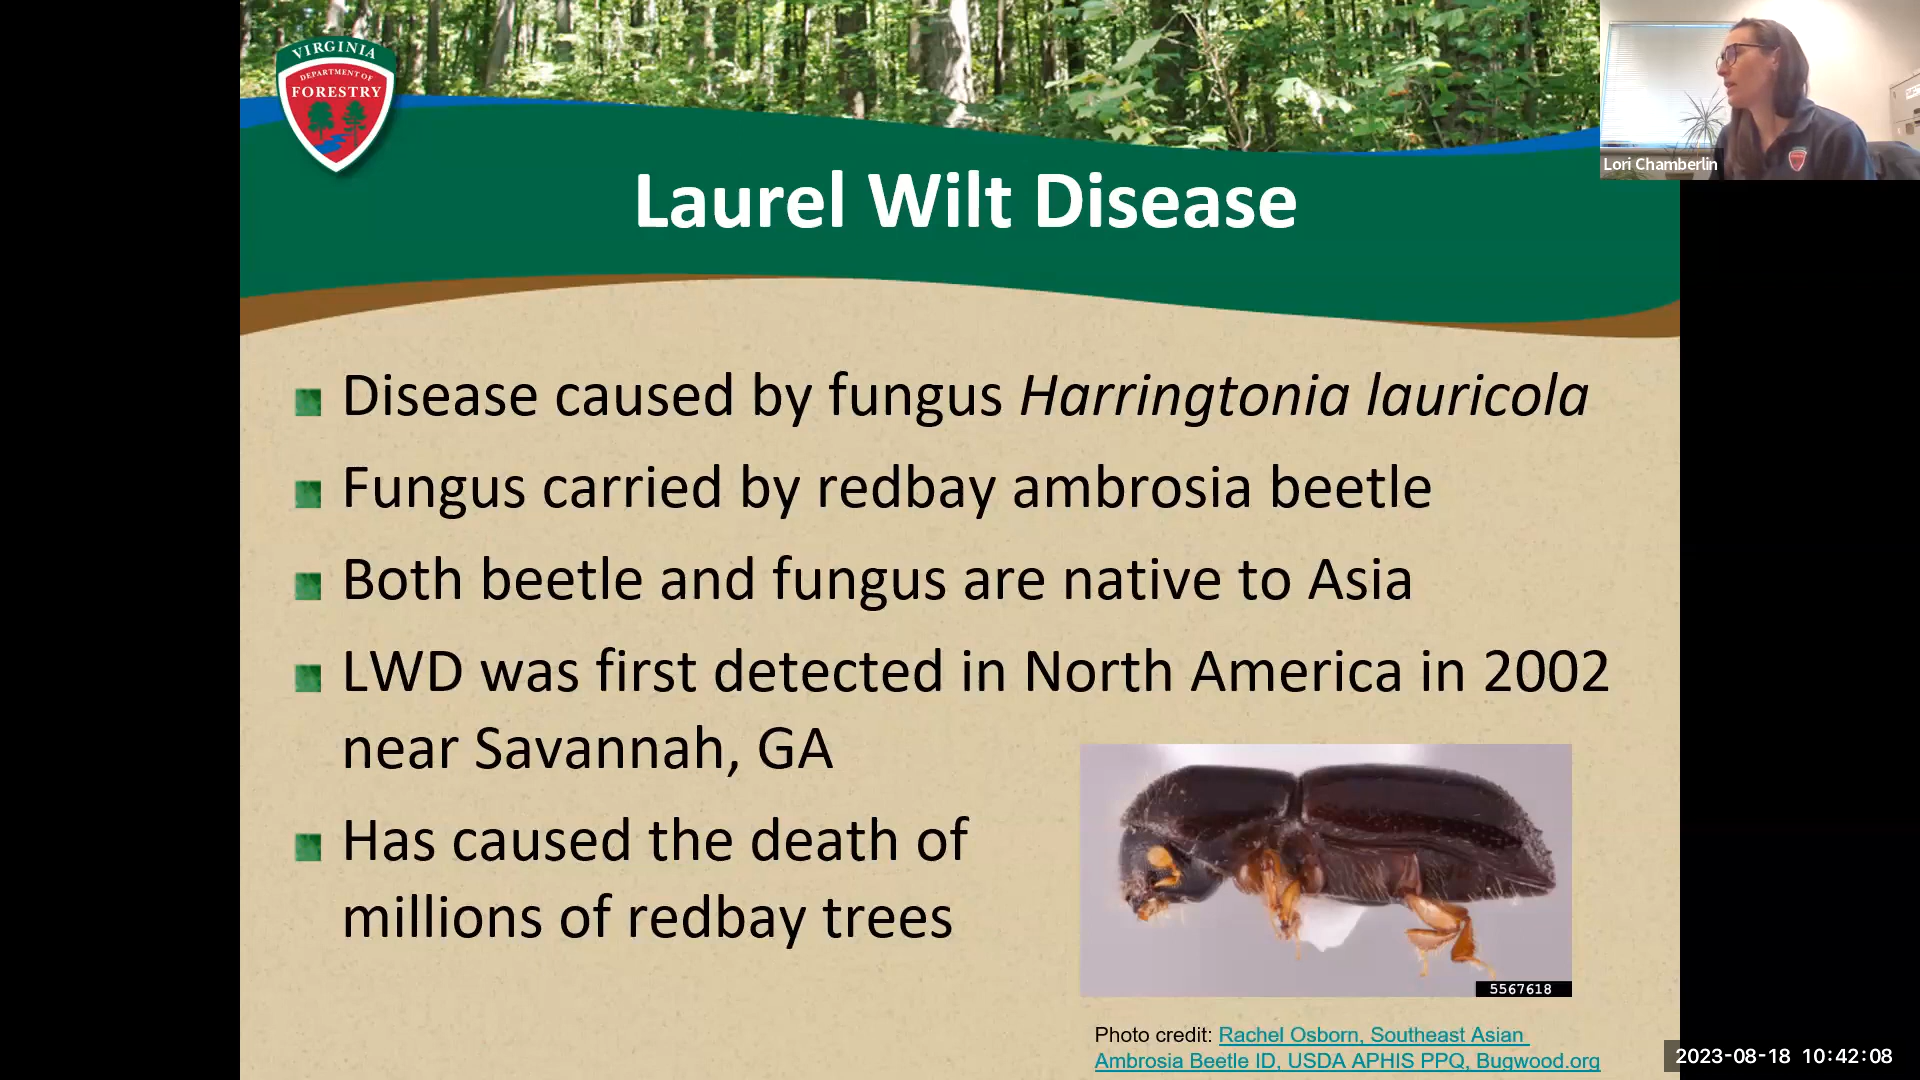 VIRGINIA
DEPARTMENT OF
FORESTRY
Lori Chamberlin
Laurel Wilt Disease
Disease caused by fungus Harringtonia lauricola
Fungus carried by redbay ambrosia beetle
Both beetle and fungus are native to Asia
LWD was first detected in North America in 2002
near Savannah, GA
Has caused the death of
millions of redbay trees
5567618
Photo credit: Rachel Osborn, Southeast Asian
Ambrosia Beetle ID, USDA APHIS PPQ, Bugwood.org
2023-08-18 10:42:08